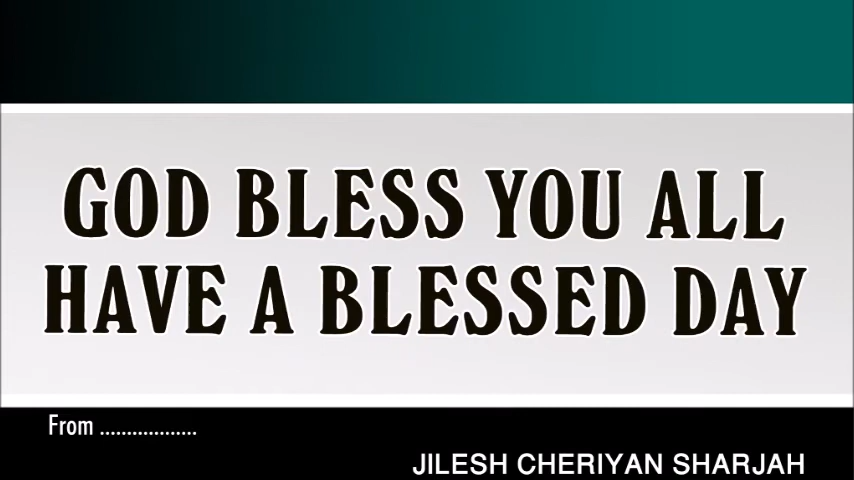 GOD BLESS YOU ALL
HAVE A BLESSED DAY
From ..................
JILESH CHERIYAN SHARJAH